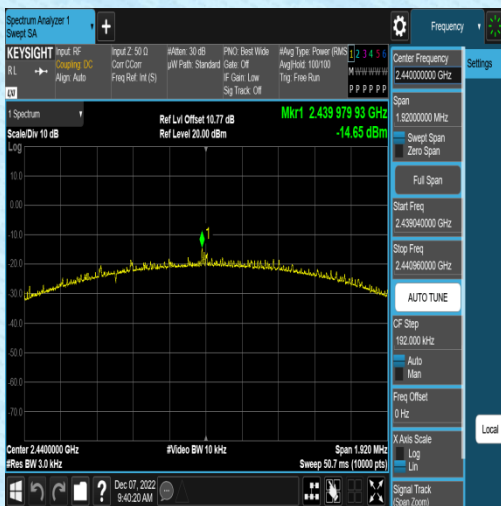 Spectrum Analyzer 1
Swept SA
Frequency
KEYSIGHT
RL
Input: RF
Coupling: DC
Align: Auto
Input Z: 50 Ω
Corr CCorr
Freq Ref: Int (S)
#Atten: 30 dB
µW Path: Standard
PNO: Best Wide
Gate: Off
IF Gain: Low
Sig Track: Off
#Avg Type: Power (RMS
Avg|Hold: 100/100
Trig: Free Run
1 2 3 4 5 6
M W W W W W
P P P P P P
LXI
1 Spectrum
Scale/Div 10 dB
Log
Ref Lvl Offset 10.77 dB
Ref Level 20.00 dBm
Mkr1 2.439 979 93 GHz
-14.65 dBm
10.0
0.00
-10.0
-20.0
-30.0
-40.0
-50.0
-60.0
-70.0
1
Center 2.4400000 GHz
#Res BW 3.0 kHz
#Video BW 10 kHz
Span 1.920 MHz
Sweep 50.7 ms (10000 pts)
?
Dec 07, 2022
9:40:20 AM
Center Frequency
2.440000000 GHz
Settings
Span
1.92000000 MHz
Swept Span
Zero Span
Full Span
Start Freq
2.439040000 GHz
Stop Freq
2.440960000 GHz
AUTO TUNE
CF Step
192.000 kHz
Auto
Man
Freq Offset
0 Hz
X Axis Scale
Log
Lin
Local
Signal Track
(Span Zoom)